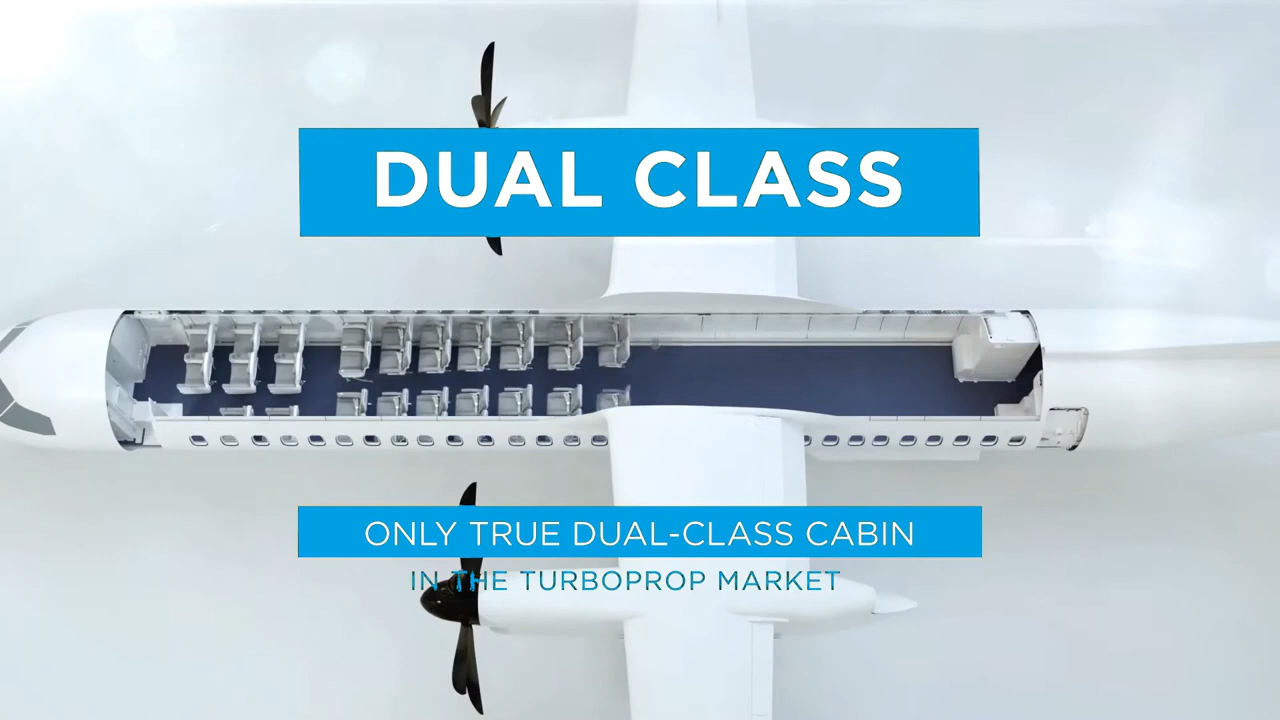 DUAL CLASS
ONLY TRUE DUAL-CLASS CABIN
IN THE TURBOPROP MARKET